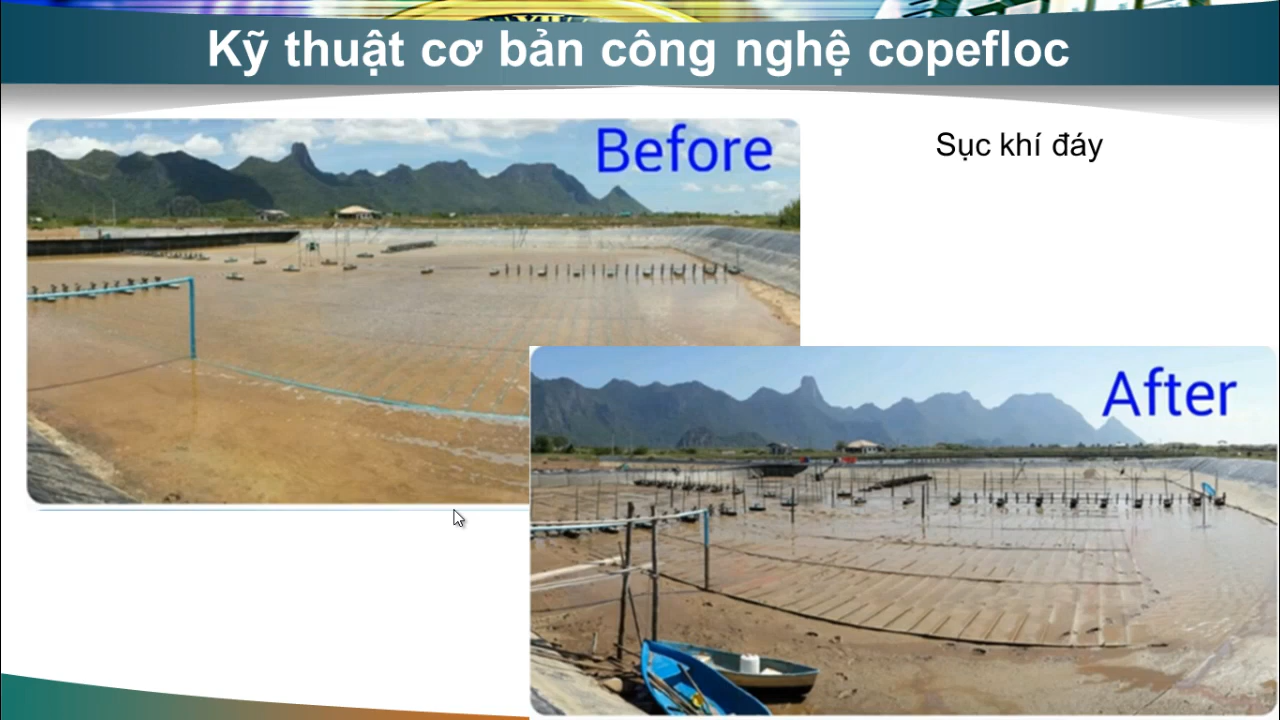 Kỹ thuật cơ bản công nghệ copefloc
Before
Sục khí đáy
After